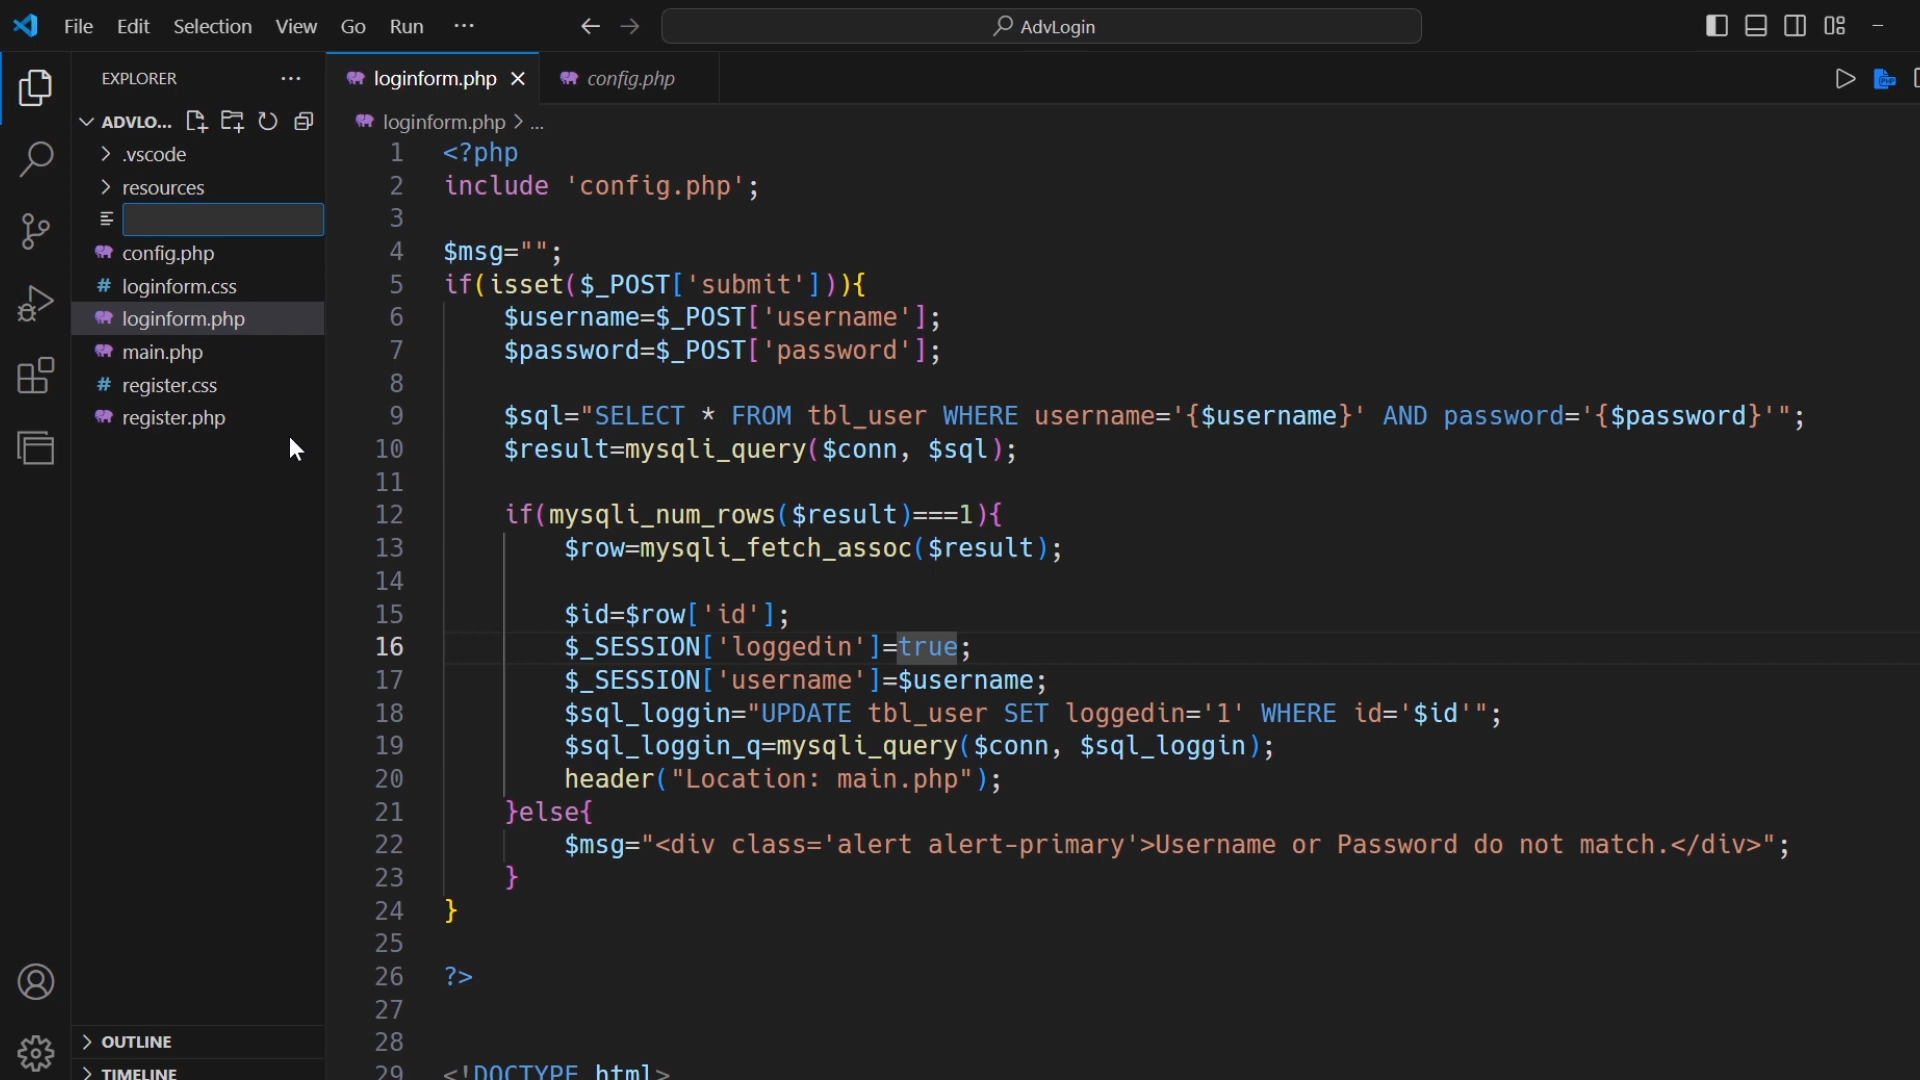 File Edit Selection View Go Run ··· AdvLogin
EXPLORER ···
loginform.php
config.php
ADVLO...
loginform.php > ...
.vscode
resources
config.php
loginform.css
loginform.php
main.php
register.css
register.php
1 <?php
2 include 'config.php';
3
4 $msg="";
5 if(isset($_POST['submit'])){
6 $username=$_POST['username'];
7 $password=$_POST['password'];
8
9 $sql="SELECT * FROM tbl_user WHERE username='{$username}' AND password='{$password}'";
10 $result=mysqli_query($conn, $sql);
11
12 if(mysqli_num_rows($result)===1){
13 $row=mysqli_fetch_assoc($result);
14
15 $id=$row['id'];
16 $_SESSION['loggedin']=true;
17 $_SESSION['username']=$username;
18 $sql_loggin="UPDATE tbl_user SET loggedin='1' WHERE id='$id'";
19 $sql_loggin_q=mysqli_query($conn, $sql_loggin);
20 header("Location: main.php");
21 }else{
22 $msg="<div class='alert alert-primary'>Username or Password do not match.</div>";
23 }
24 }
25
26 ?>
27
28
29 <!DOCTYPE html>
OUTLINE
TIMELINE